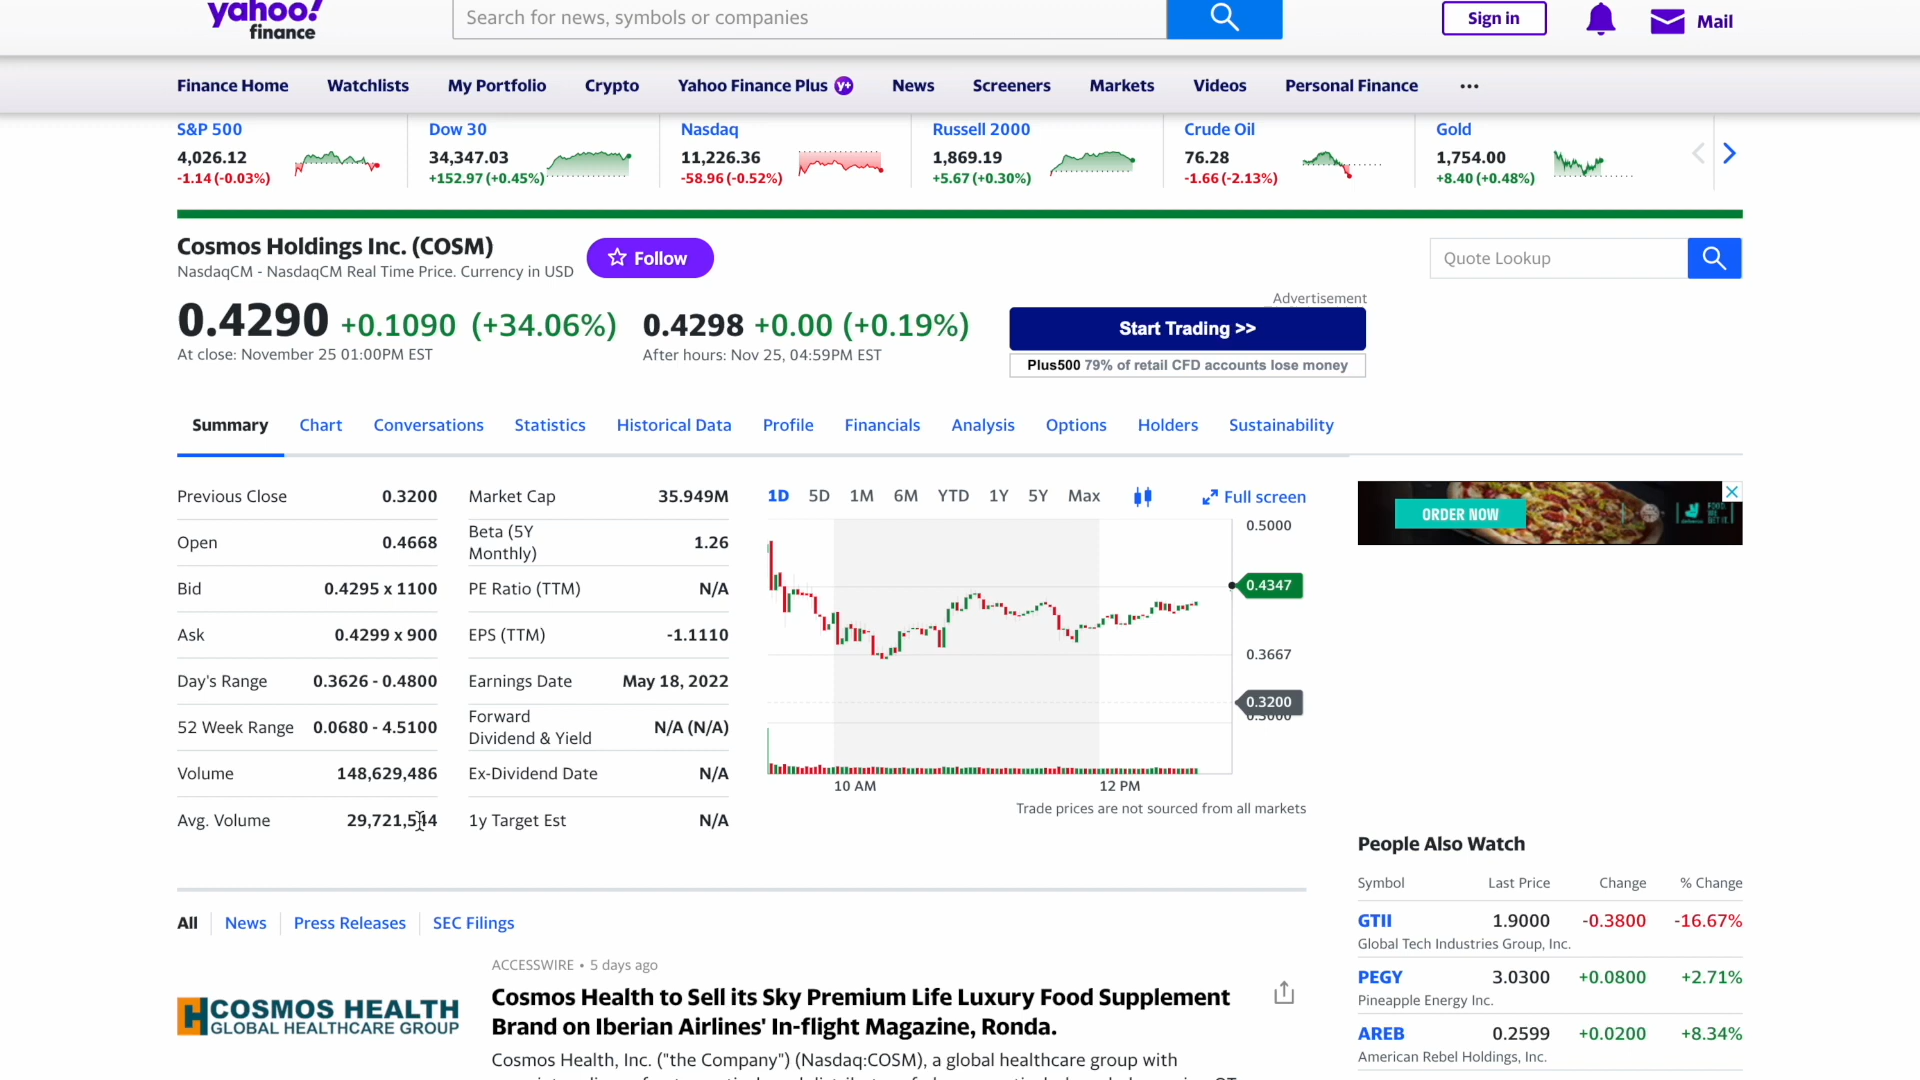 yahoo!
finance
Search for news, symbols or companies
Sign in
Mail
Finance Home
Watchlists
My Portfolio
Crypto
Yahoo Finance Plus y+
News
Screeners
Markets
Videos
Personal Finance
S&P 500
4,026.12
-1.14 (-0.03%)
Dow 30
34,347.03
+152.97 (+0.45%)
Nasdaq
11,226.36
-58.96 (-0.52%)
Russell 2000
1,869.19
+5.67 (+0.30%)
Crude Oil
76.28
-1.66 (-2.13%)
Gold
1,754.00
+8.40 (+0.48%)
Cosmos Holdings Inc. (COSM)
NasdaqCM - NasdaqCM Real Time Price. Currency in USD
Follow
Quote Lookup
0.4290 +0.1090 (+34.06%)
At close: November 25 01:00PM EST
0.4298 +0.00 (+0.19%)
After hours: Nov 25, 04:59PM EST
Advertisement
Start Trading >>
Plus500 79% of retail CFD accounts lose money
Summary
Chart
Conversations
Statistics
Historical Data
Profile
Financials
Analysis
Options
Holders
Sustainability
Previous Close 0.3200
Open 0.4668
Bid 0.4295 x 1100
Ask 0.4299 x 900
Day's Range 0.3626 - 0.4800
52 Week Range 0.0680 - 4.5100
Volume 148,629,486
Avg. Volume
Market Cap 35.949M
Beta (5Y
Monthly) 1.26
PE Ratio (TTM) N/A
EPS (TTM) -1.1110
Earnings Date May 18, 2022
Forward
Dividend & Yield N/A (N/A)
Ex-Dividend Date N/A
1y Target Est N/A
1D 5D 1M 6M YTD 1Y 5Y Max
Full screen
0.5000
0.4347
0.3667
0.3200
0.3000
10 AM
12 PM
Trade prices are not sourced from all markets
ORDER NOW
People Also Watch
Symbol Last Price Change % Change
GTII 1.9000 -0.3800 -16.67%
Global Tech Industries Group, Inc.
PEGY 3.0300 +0.0800 +2.71%
Pineapple Energy Inc.
AREB 0.2599 +0.0200 +8.34%
American Rebel Holdings, Inc.
All
News
Press Releases
SEC Filings
COSMOS HEALTH
GLOBAL HEALTHCARE GROUP
ACCESSWIRE • 5 days ago
Cosmos Health to Sell its Sky Premium Life Luxury Food Supplement
Brand on Iberian Airlines' In-flight Magazine, Ronda.
Cosmos Health, Inc. ("the Company") (Nasdaq:COSM), a global healthcare group with